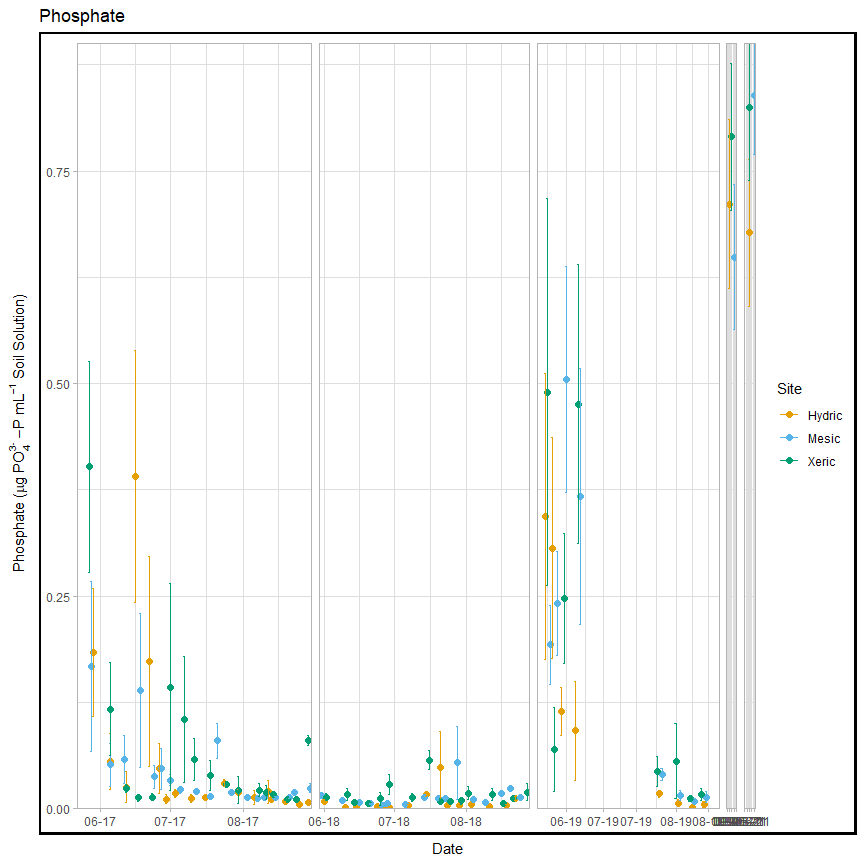 Phosphate
Phosphate (µg PO₄³⁻ −P mL⁻¹ Soil Solution)
0.75
0.50
0.25
0.00
06-17 07-17 08-17 06-18 07-18 08-18 06-19 07-19 07-19 08-19
Date
Site
Hydric
Mesic
Xeric